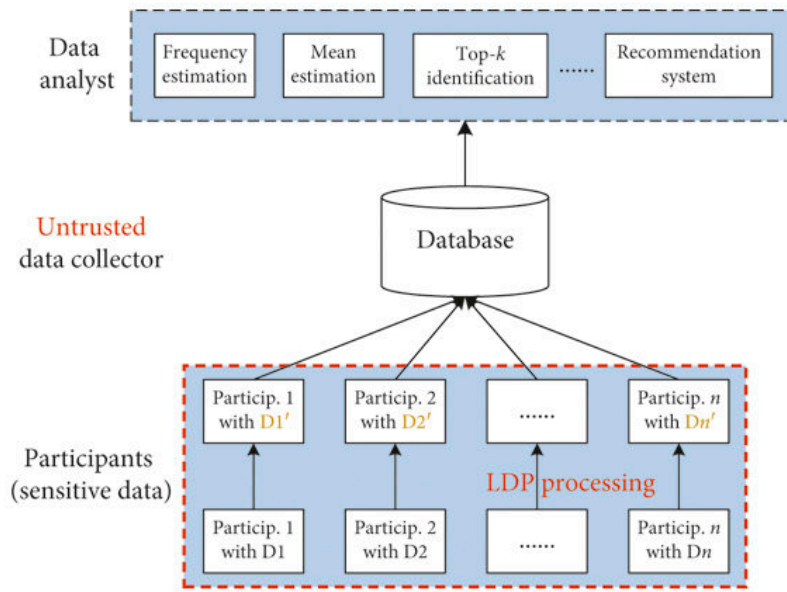 Data
analyst
Frequency
estimation
Mean
estimation
Top-k
identification
......
Recommendation
system
Untrusted
data collector
Database
Participants
(sensitive data)
Particip. 1
with D1′
Particip. 2
with D2′
......
Particip. n
with Dn′
LDP processing
Particip. 1
with D1
Particip. 2
with D2
......
Particip. n
with Dn